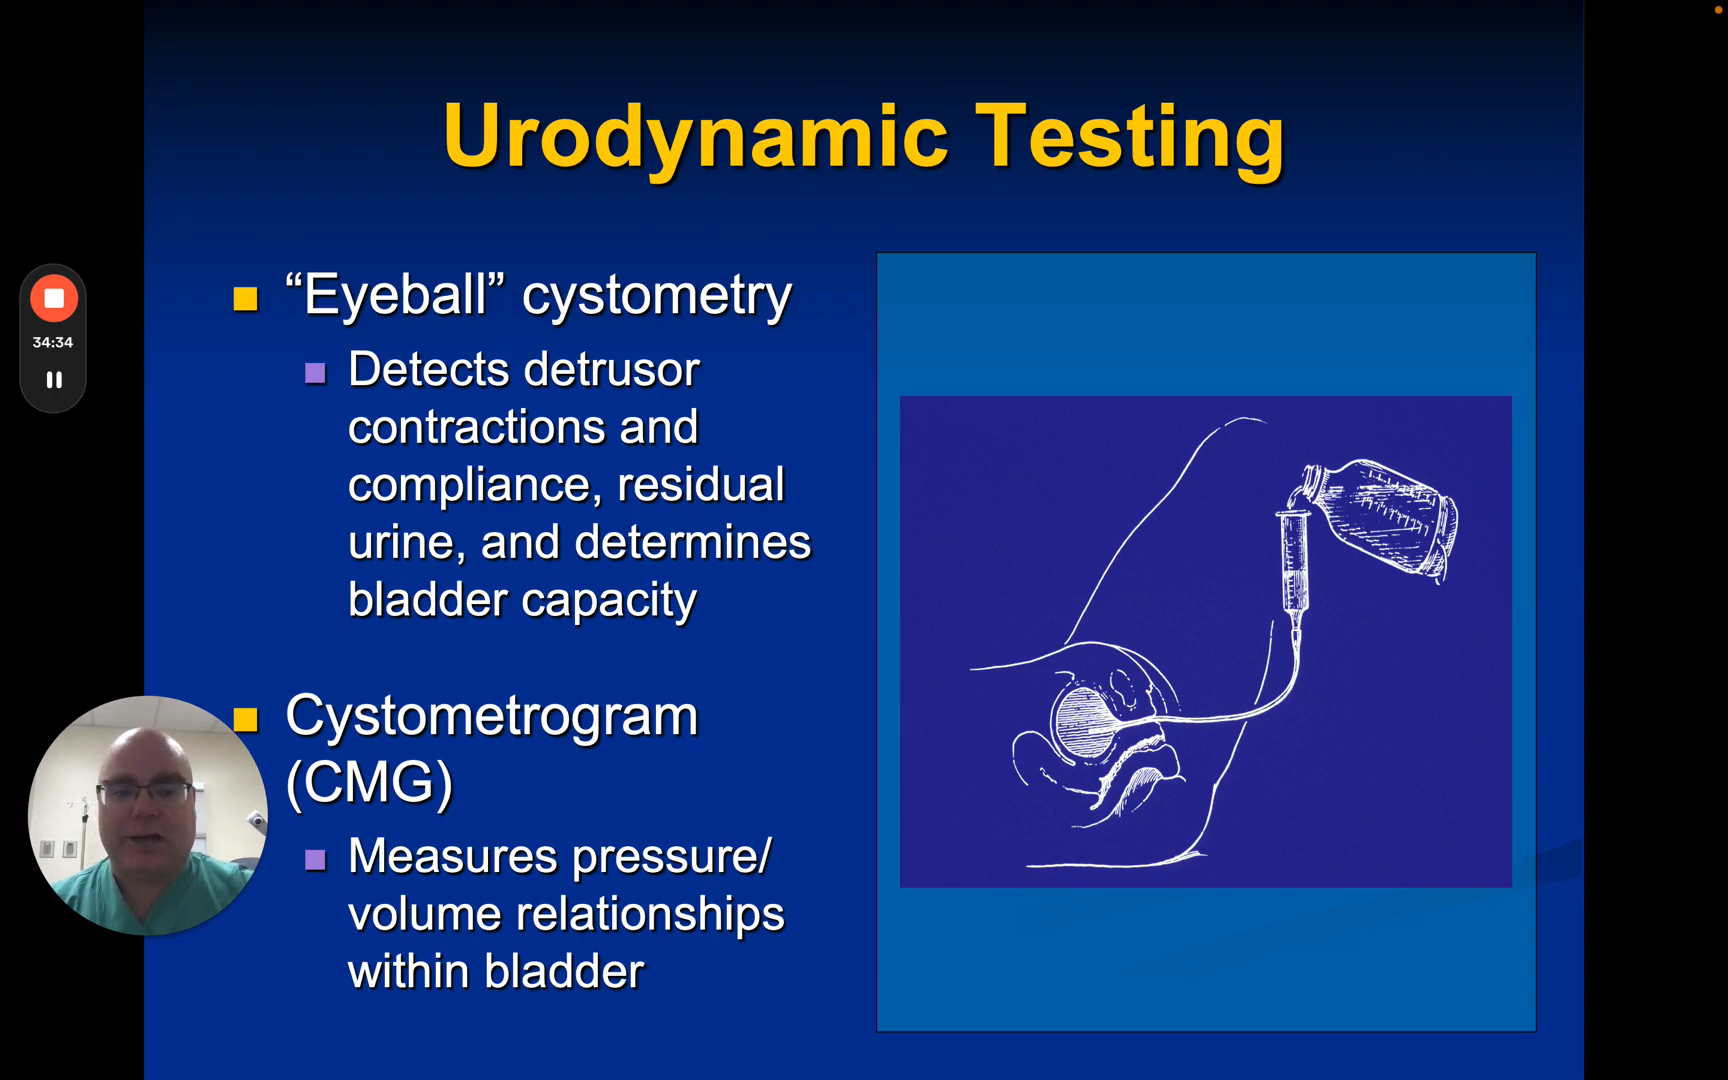 Urodynamic Testing
“Eyeball” cystometry
Detects detrusor
contractions and
compliance, residual
urine, and determines
bladder capacity
Cystometrogram
(CMG)
Measures pressure/
volume relationships
within bladder
34:34